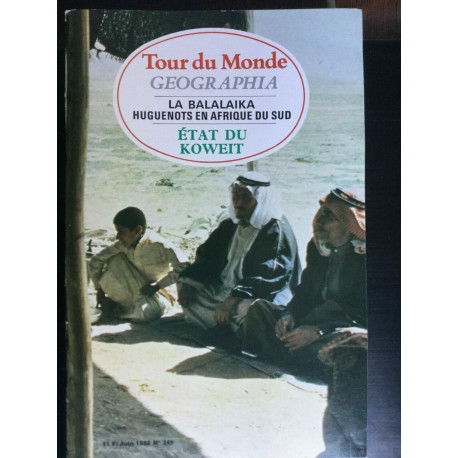 Tour du Monde
GEOGRAPHIA
LA BALALAIKA
HUGUENOTS EN AFRIQUE DU SUD
ÉTAT DU
KOWEIT